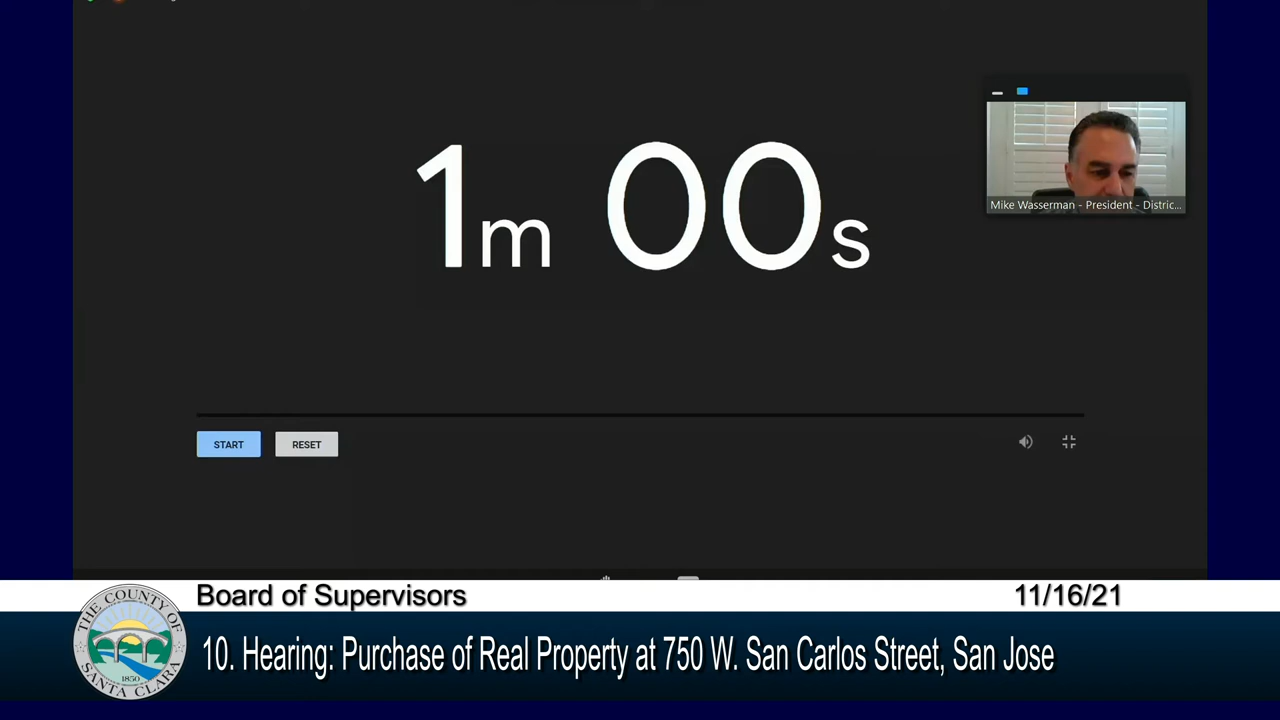 1m 00s
Mike Wasserman - President - Distric...
START RESET
Board of Supervisors 11/16/21
10. Hearing: Purchase of Real Property at 750 W. San Carlos Street, San Jose
THE COUNTY OF SANTA CLARA
1850